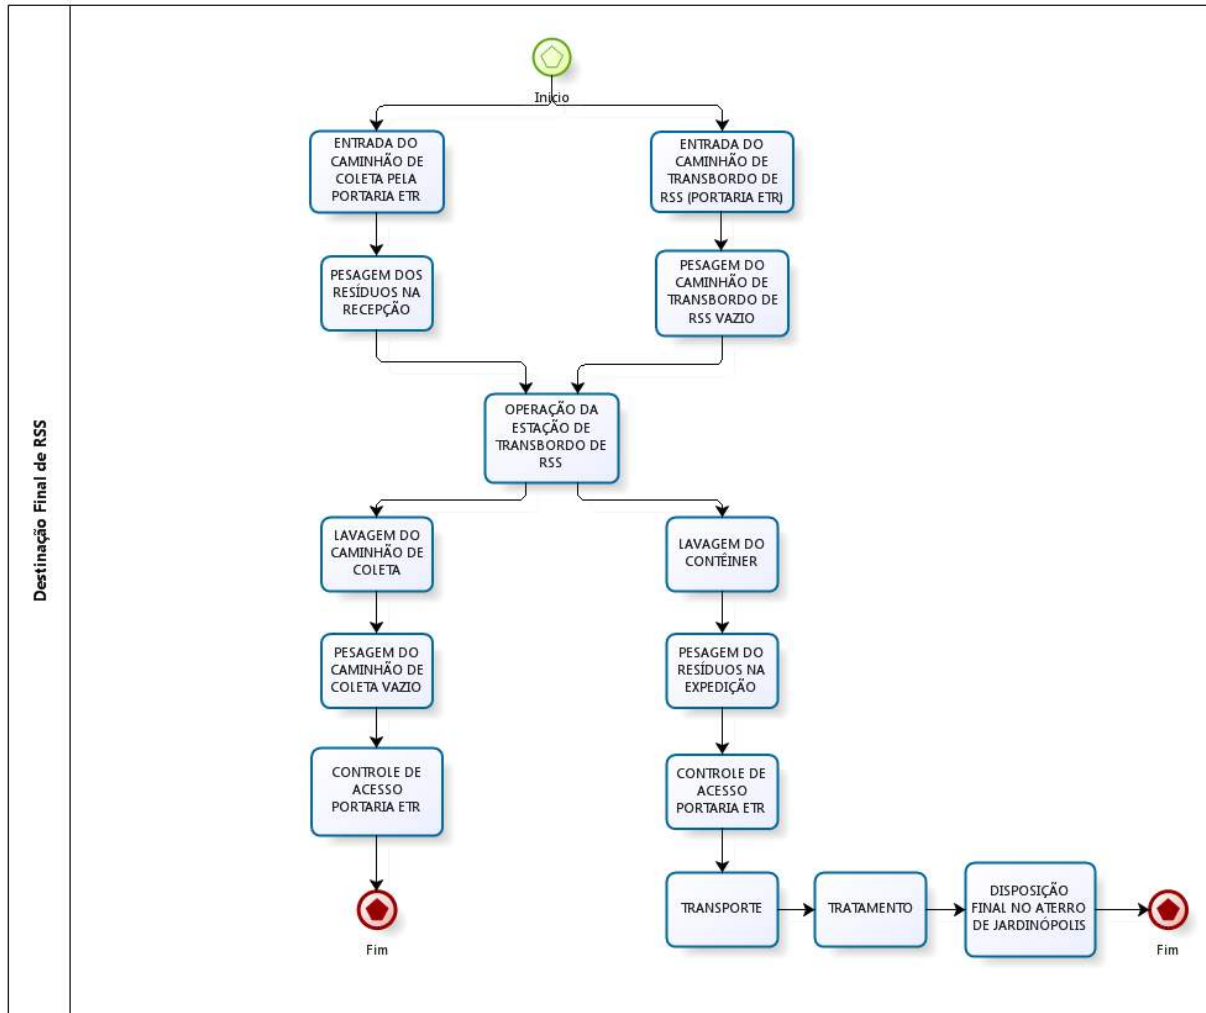 Destinação Final de RSS
Inicio
ENTRADA DO
CAMINHÃO DE
COLETA PELA
PORTARIA ETR
ENTRADA DO
CAMINHÃO DE
TRANSBORDO DE
RSS (PORTARIA ETR)
PESAGEM DOS
RESÍDUOS NA
RECEPÇÃO
PESAGEM DO
CAMINHÃO DE
TRANSBORDO DE
RSS VAZIO
OPERAÇÃO DA
ESTAÇÃO DE
TRANSBORDO DE
RSS
LAVAGEM DO
CAMINHÃO DE
COLETA
LAVAGEM DO
CONTÊINER
PESAGEM DO
CAMINHÃO DE
COLETA VAZIO
PESAGEM DO
RESÍDUOS NA
EXPEDIÇÃO
CONTROLE DE
ACESSO
PORTARIA ETR
CONTROLE DE
ACESSO
PORTARIA ETR
Fim
TRANSPORTE
TRATAMENTO
DISPOSIÇÃO
FINAL NO ATERRO
DE JARDINÓPOLIS
Fim